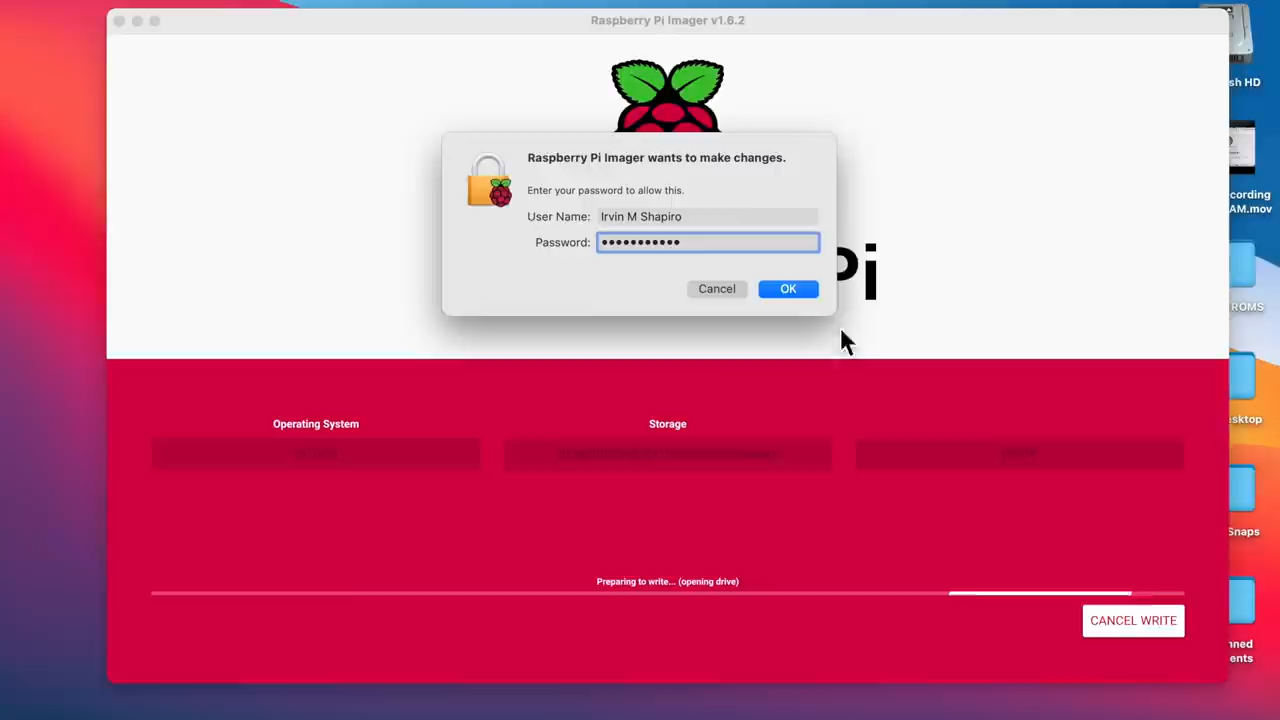 Raspberry Pi Imager v1.6.2
Raspberry Pi Imager wants to make changes.
Enter your password to allow this.
User Name: Irvin M Shapiro
Password: •••••••••••
Cancel
OK
Pi
sh HD
cording
AM.mov
ROMS
esktop
Snaps
nned
ents
Operating System
Storage
Preparing to write... (opening drive)
CANCEL WRITE